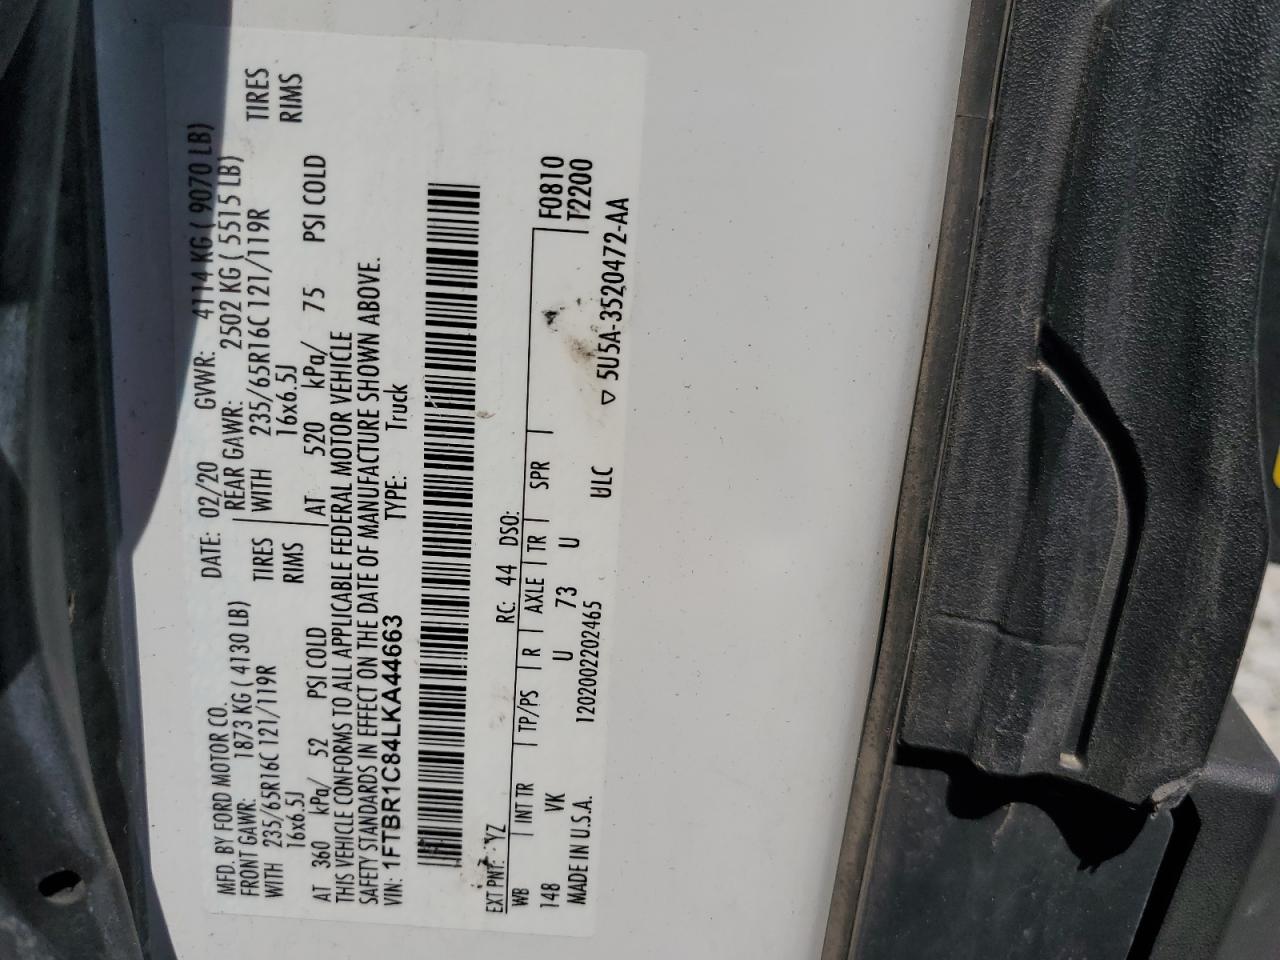 MFD. BY FORD MOTOR CO.
DATE: 02/20 GVWR: 4114 KG ( 9070 LB)
FRONT GAWR: 1873 KG ( 4130 LB) REAR GAWR: 2502 KG ( 5515 LB)
WITH 235/65R16C 121/119R TIRES WITH 235/65R16C 121/119R TIRES
16x6.5J RIMS 16x6.5J RIMS
AT 360 kPa/ 52 PSI COLD AT 520 kPa/ 75 PSI COLD
THIS VEHICLE CONFORMS TO ALL APPLICABLE FEDERAL MOTOR VEHICLE
SAFETY STANDARDS IN EFFECT ON THE DATE OF MANUFACTURE SHOWN ABOVE.
VIN: 1FTBR1C84LKA44663 TYPE: Truck
EXT PNT: YZ RC: 44 DSO:
WB INT TR TP/PS R AXLE TR SPR F0810
148 VK U 73 U T2200
MADE IN U.S.A. 1202002202465 ULC ▽ 5U5A-3520472-AA